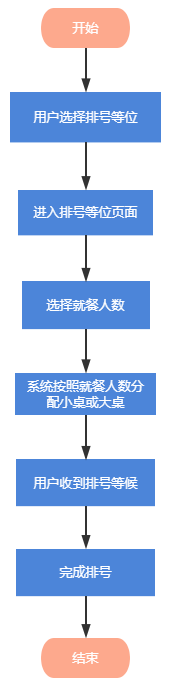 开始
用户选择排号等位
进入排号等位页面
选择就餐人数
系统按照就餐人数分
配小桌或大桌
用户收到排号等候
完成排号
结束